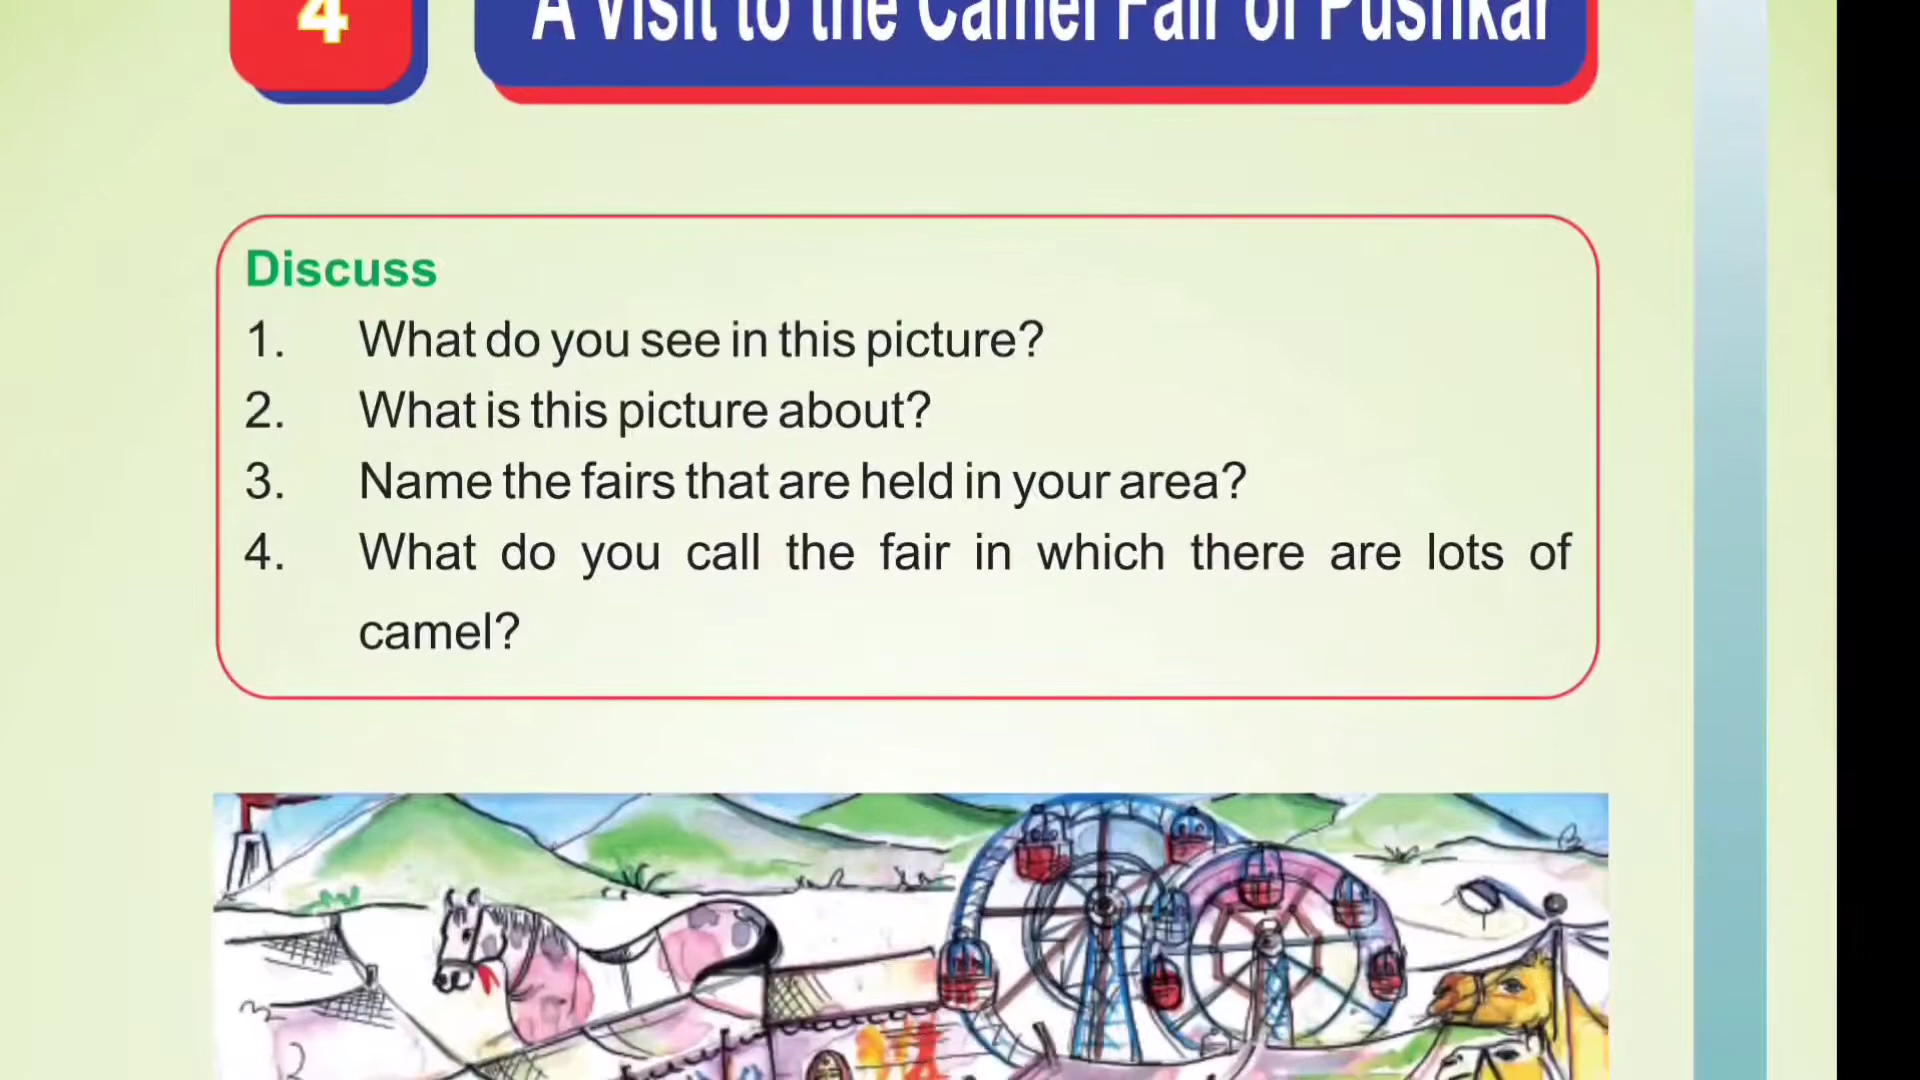 4
A Visit to the Camel Fair of Pushkar
Discuss
1. What do you see in this picture?
2. What is this picture about?
3. Name the fairs that are held in your area?
4. What do you call the fair in which there are lots of
camel?